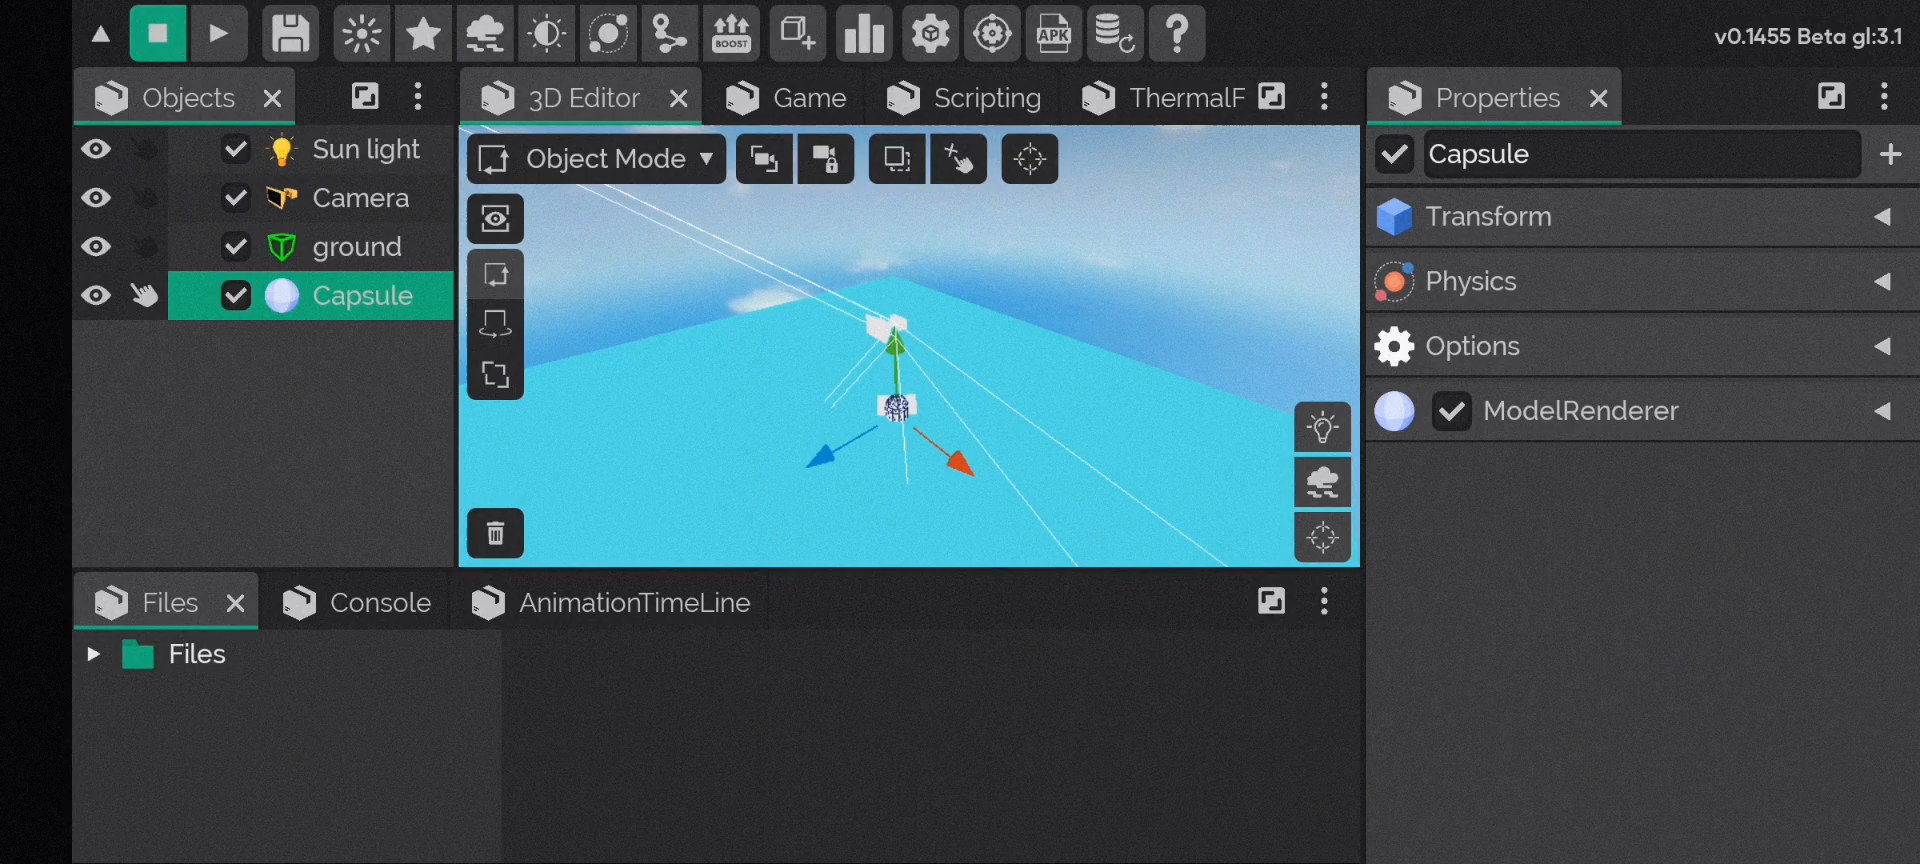 BOOST
APK
v0.1455 Beta gl:3.1
Objects
3D Editor
Game
Scripting
ThermalF
Properties
Sun light
Camera
ground
Capsule
Object Mode
Capsule
Transform
Physics
Options
ModelRenderer
Files
Console
AnimationTimeLine
Files